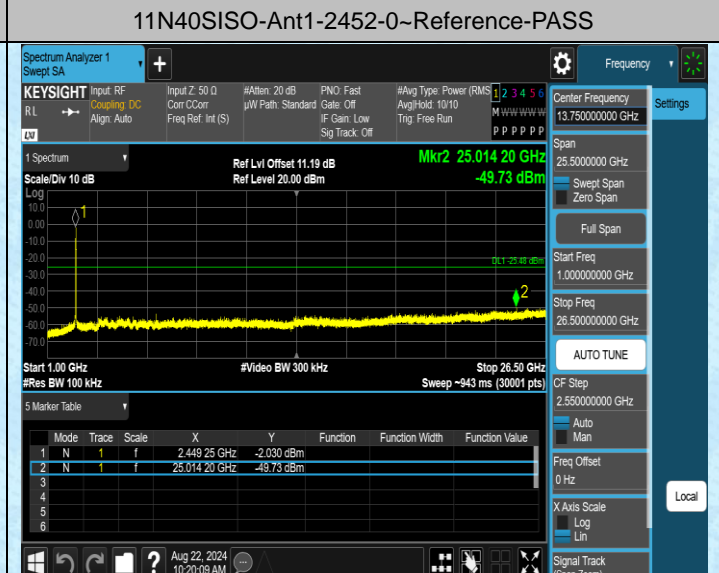 11N40SISO-Ant1-2452-0~Reference-PASS
Spectrum Analyzer 1
Swept SA
+
Frequency
KEYSIGHT
RL
LXI
Input: RF
Coupling: DC
Align: Auto
Input Z: 50 Ω
Corr CCorr
Freq Ref: Int (S)
#Atten: 20 dB
µW Path: Standard
PNO: Fast
Gate: Off
IF Gain: Low
Sig Track: Off
#Avg Type: Power (RMS
Avg|Hold: 10/10
Trig: Free Run
1 2 3 4 5 6
M W W W W W
P P P P P P
1 Spectrum
Scale/Div 10 dB
Ref Lvl Offset 11.19 dB
Ref Level 20.00 dBm
Mkr2 25.014 20 GHz
-49.73 dBm
Log
10.0
0.00
-10.0
-20.0
-30.0
-40.0
-50.0
-60.0
-70.0
1
DL1 -25.48 dBm
2
Start 1.00 GHz
#Video BW 300 kHz
Stop 26.50 GHz
#Res BW 100 kHz
Sweep ~943 ms (30001 pts)
5 Marker Table
Mode Trace Scale X Y Function Function Width Function Value
1 N 1 f 2.449 25 GHz -2.030 dBm
2 N 1 f 25.014 20 GHz -49.73 dBm
3
4
5
6
?
Aug 22, 2024
10:20:09 AM
Center Frequency
13.750000000 GHz
Span
25.5000000 GHz
Swept Span
Zero Span
Full Span
Start Freq
1.000000000 GHz
Stop Freq
26.500000000 GHz
AUTO TUNE
CF Step
2.550000000 GHz
Auto
Man
Freq Offset
0 Hz
X Axis Scale
Log
Lin
Signal Track
(Span Zoom)
Settings
Local